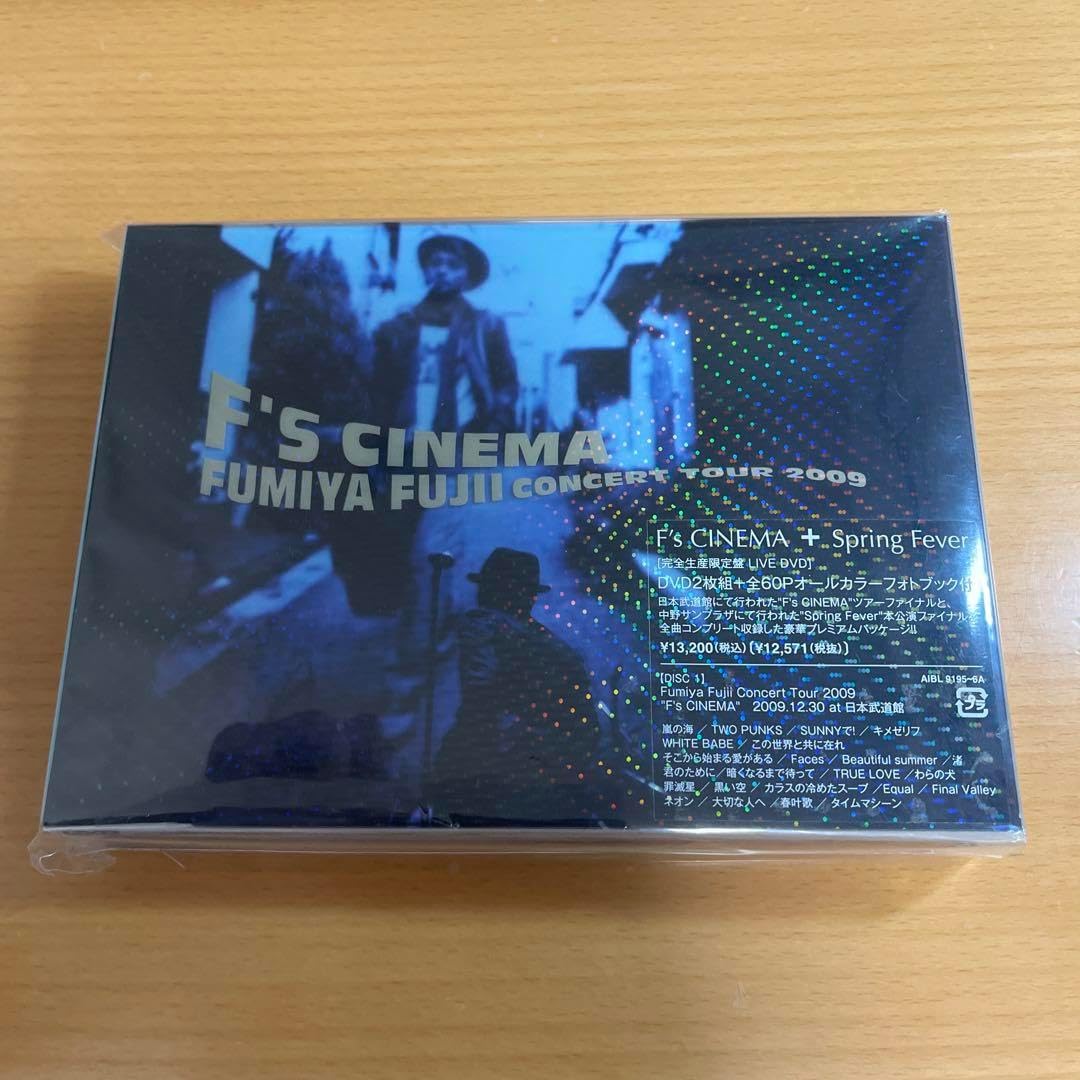 F'S CINEMA
FUMIYA FUJII CONCERT TOUR 2009
F's CINEMA + Spring Fever
[完全生産限定盤 LIVE DVD]
DVD2枚組+全60Pオールカラーフォトブック付
日本武道館にて行われた"F's CINEMA"ツアーファイナルと、
中野サンプラザにて行われた"Spring Fever"本公演ファイナルを
全曲コンプリート収録した豪華プレミアムパッケージ!!
¥13,200(税込)〔¥12,571(税抜)〕
【DISC 1】
AIBL 9195~6A
Fumiya Fujii Concert Tour 2009
"F's CINEMA" 2009.12.30 at 日本武道館
プラ
嵐の海 / TWO PUNKS / SUNNYで! / キメゼリフ
WHITE BABE / この世界と共に在れ
そこから始まる愛がある / Faces / Beautiful summer / 渚
君のために / 暗くなるまで待って / TRUE LOVE / わらの犬
罪滅星 / 黒い空 / カラスの冷めたスープ / Equal / Final Valley
ネオン / 大切な人へ / 春叶歌 / タイムマシーン